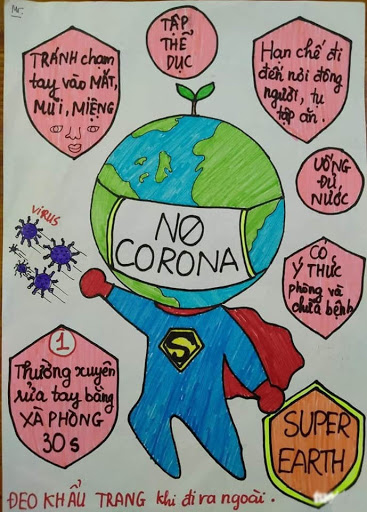 Mr.
TRÁNH chạm
tay vào MẮT,
MŨI, MIỆNG
TẬP
THỂ
DỤC
Hạn chế đi
đến nơi đông
người, tụ
tập ăn.
UỐNG
ĐỦ
NƯỚC
VIRUS
NO
CORONA
CÓ
Ý THỨC
phòng và
chữa bệnh
1
Thường xuyên
rửa tay bằng
XÀ PHÒNG
30s
S
SUPER
EARTH
ĐEO KHẨU TRANG khi đi ra ngoài.